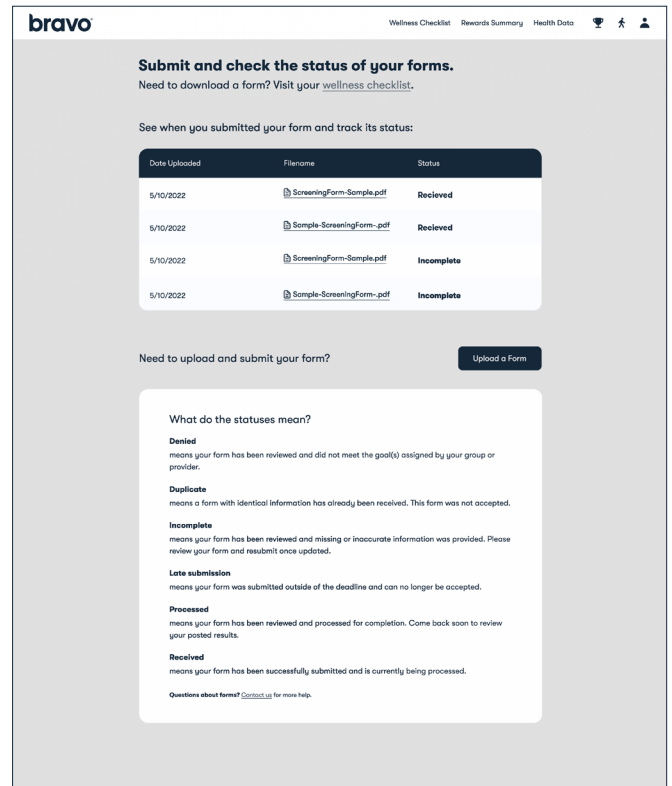 bravo
Wellness Checklist Rewards Summary Health Data
Submit and check the status of your forms.
Need to download a form? Visit your wellness checklist.
See when you submitted your form and track its status:
Date Uploaded Filename Status
5/10/2022 ScreeningForm-Sample.pdf Recieved
5/10/2022 Sample-ScreeningForm-.pdf Recieved
5/10/2022 ScreeningForm-Sample.pdf Incomplete
5/10/2022 Sample-ScreeningForm-.pdf Incomplete
Need to upload and submit your form? Upload a Form
What do the statuses mean?
Denied
means your form has been reviewed and did not meet the goal(s) assigned by your group or
provider.
Duplicate
means a form with identical information has already been received. This form was not accepted.
Incomplete
means your form has been reviewed and missing or inaccurate information was provided. Please
review your form and resubmit once updated.
Late submission
means your form was submitted outside of the deadline and can no longer be accepted.
Processed
means your form has been reviewed and processed for completion. Come back soon to review
your posted results.
Received
means your form has been successfully submitted and is currently being processed.
Questions about forms? Contact us for more help.